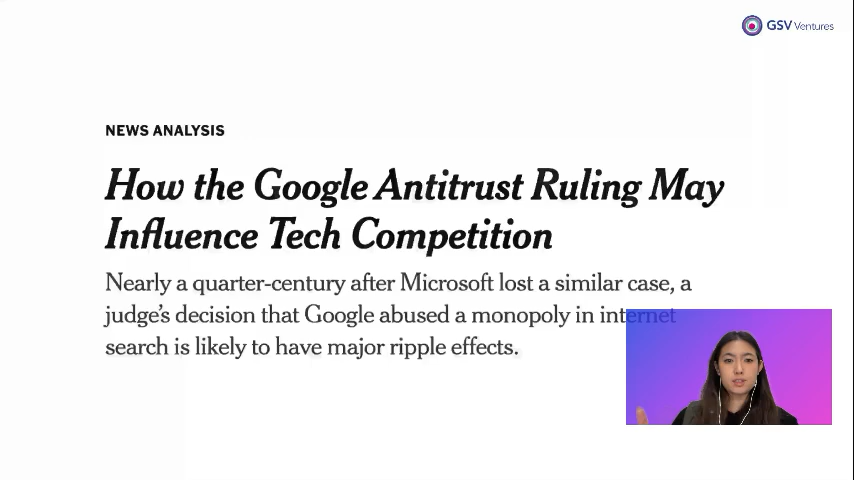 GSV Ventures
NEWS ANALYSIS
How the Google Antitrust Ruling May
Influence Tech Competition
Nearly a quarter-century after Microsoft lost a similar case, a
judge’s decision that Google abused a monopoly in internet
search is likely to have major ripple effects.